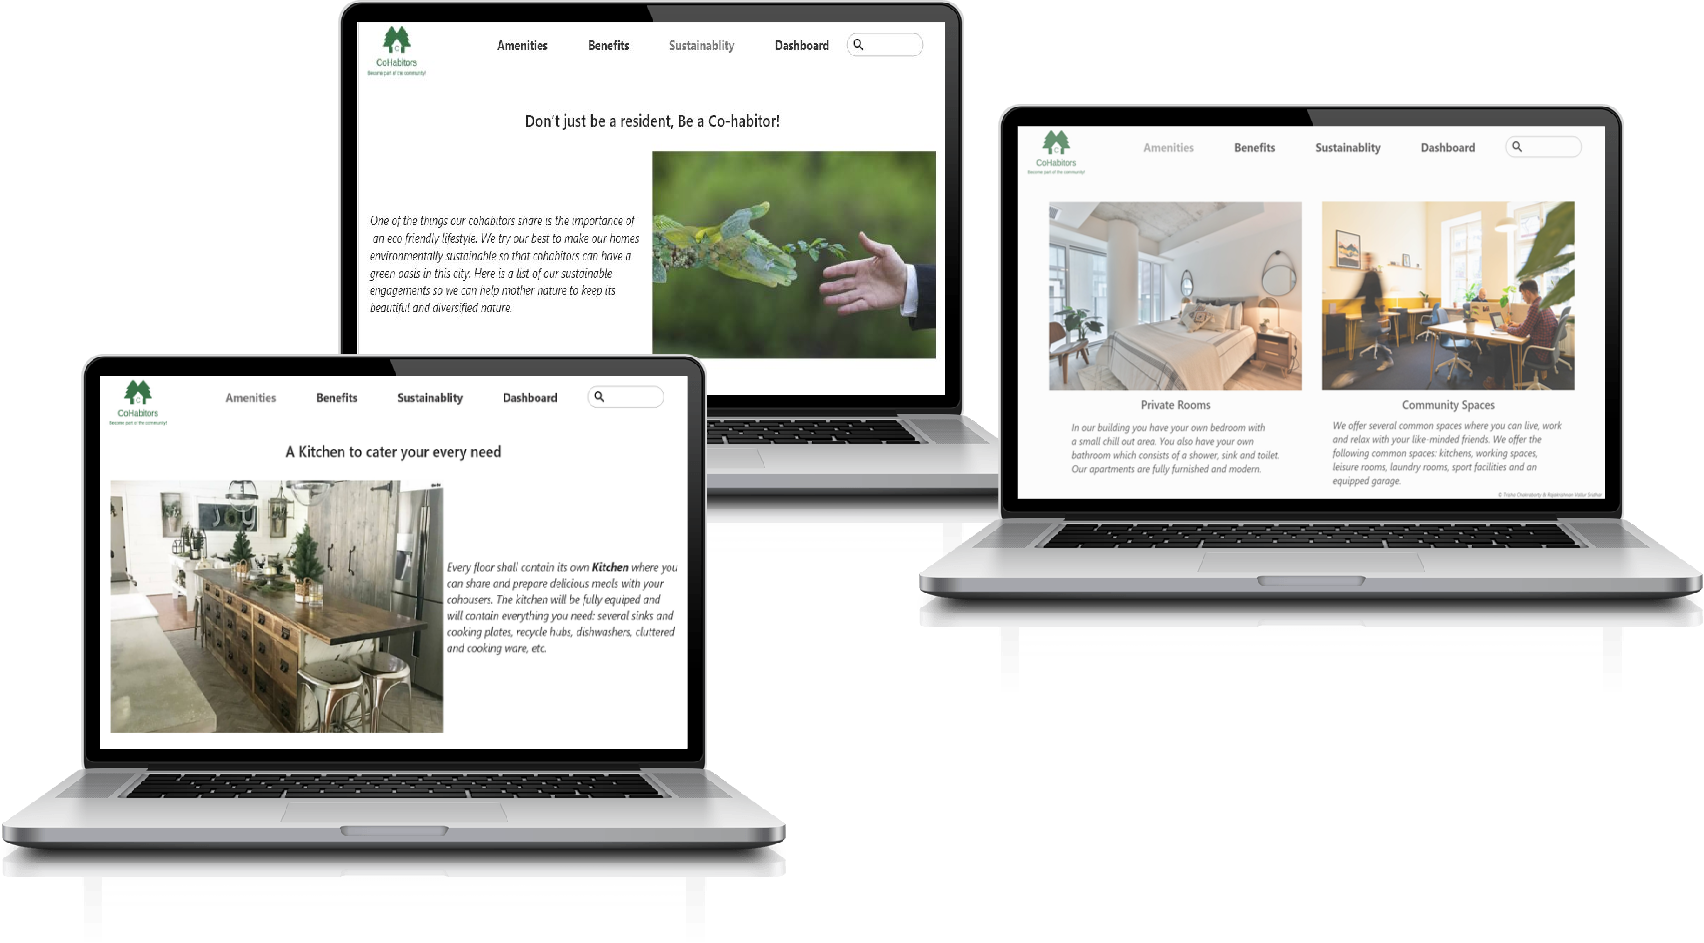 C
CoHabitors
Become part of the community!
Amenities Benefits Sustainablity Dashboard
Don't just be a resident, Be a Co-habitor!
One of the things our cohabitors share is the importance of
an eco friendly lifestyle. We try our best to make our homes
environmentally sustainable so that cohabitors can have a
green oasis in this city. Here is a list of our sustainable
engagements so we can help mother nature to keep its
beautiful and diversified nature.
C
CoHabitors
Become part of the community!
Amenities Benefits Sustainablity Dashboard
Private Rooms
In our building you have your own bedroom with
a small chill out area. You also have your own
bathroom which consists of a shower, sink and toilet.
Our apartments are fully furnished and modern.
Community Spaces
We offer several common spaces where you can live, work
and relax with your like-minded friends. We offer the
following common spaces: kitchens, working spaces,
leisure rooms, laundry rooms, sport facilities and an
equipped garage.
C
CoHabitors
Become part of the community!
Amenities Benefits Sustainablity Dashboard
A Kitchen to cater your every need
joy
Every floor shall contain its own Kitchen where you
can share and prepare delicious meals with your
cohousers. The kitchen will be fully equiped and
will contain everything you need: several sinks and
cooking plates, recycle hubs, dishwashers, cluttered
and cooking ware, etc.